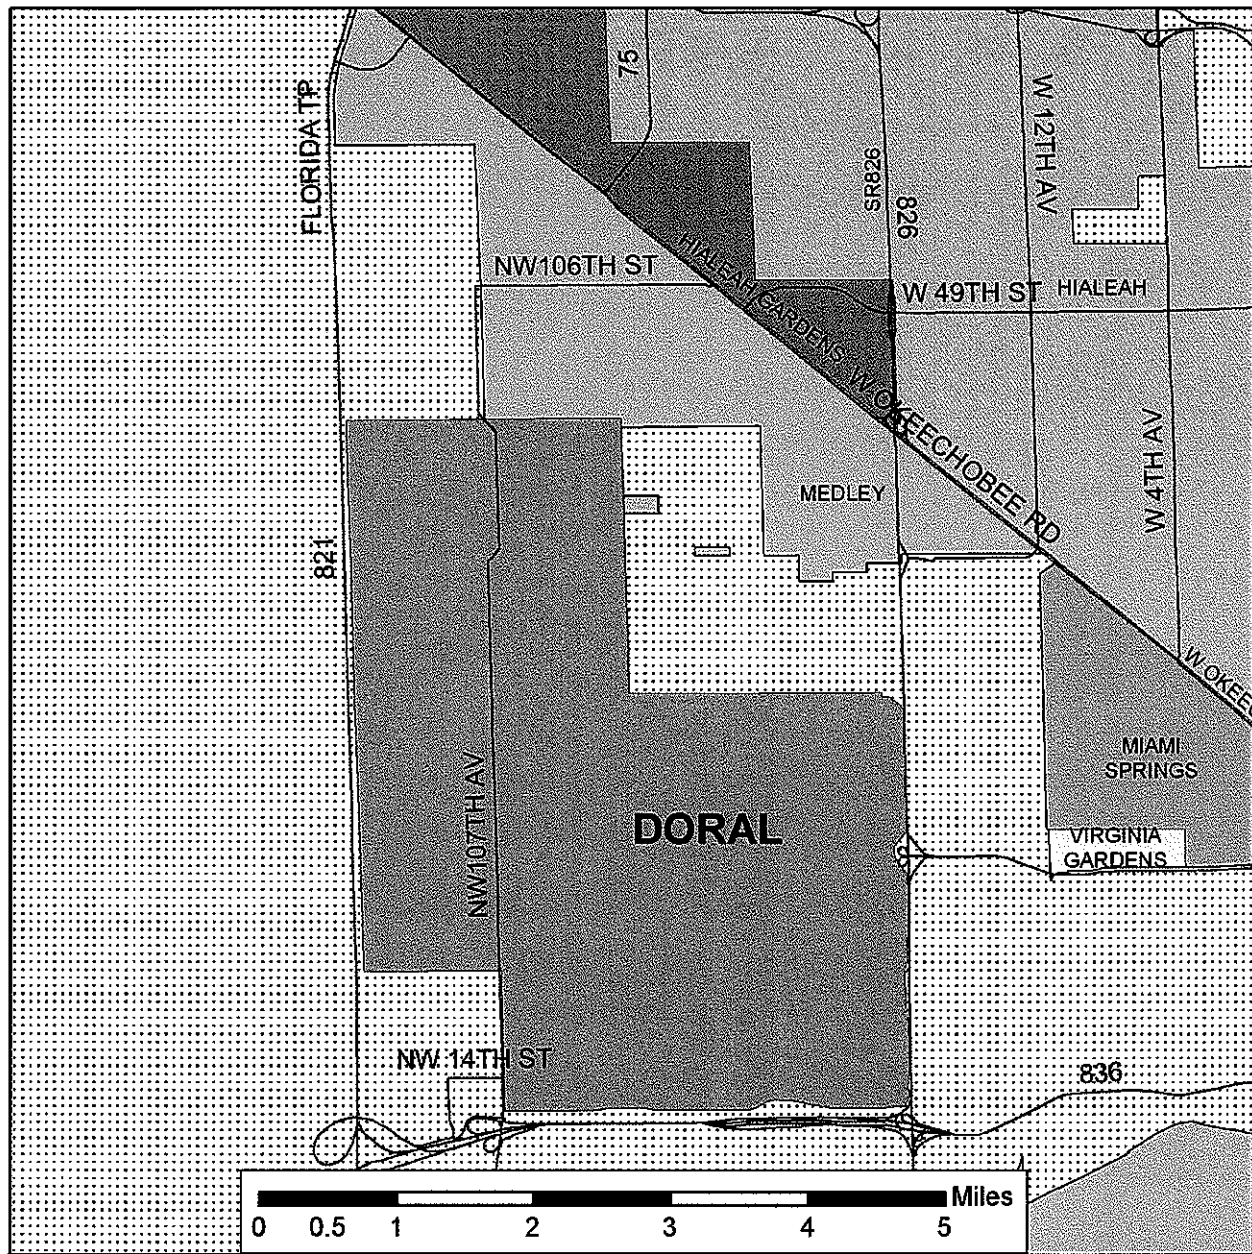 FLORIDA TP
75
W 12TH AV
SR826
826
NW106TH ST
HIALEAH GARDENS
W 49TH ST
HIALEAH
W OKEECHOBEE RD
W 4TH AV
MEDLEY
821
W OKEEC
MIAMI
SPRINGS
NW107TH AV
DORAL
VIRGINIA
GARDENS
NW 14TH ST
836
Miles
0 0.5 1 2 3 4 5